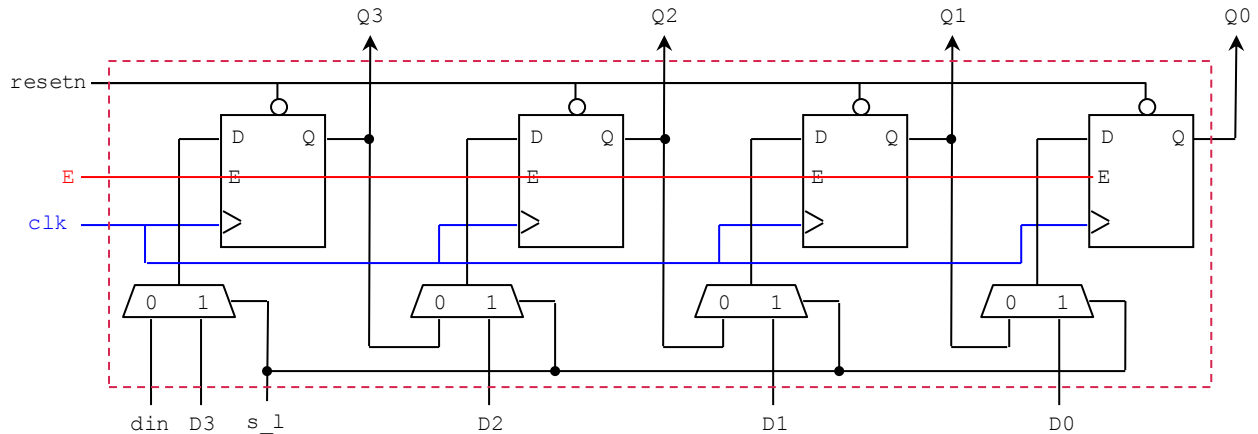 Q3 Q2 Q1 Q0
resetn
D Q D Q D Q D Q
E E E E E
clk
0 1 0 1 0 1 0 1
din D3 s_l D2 D1 D0